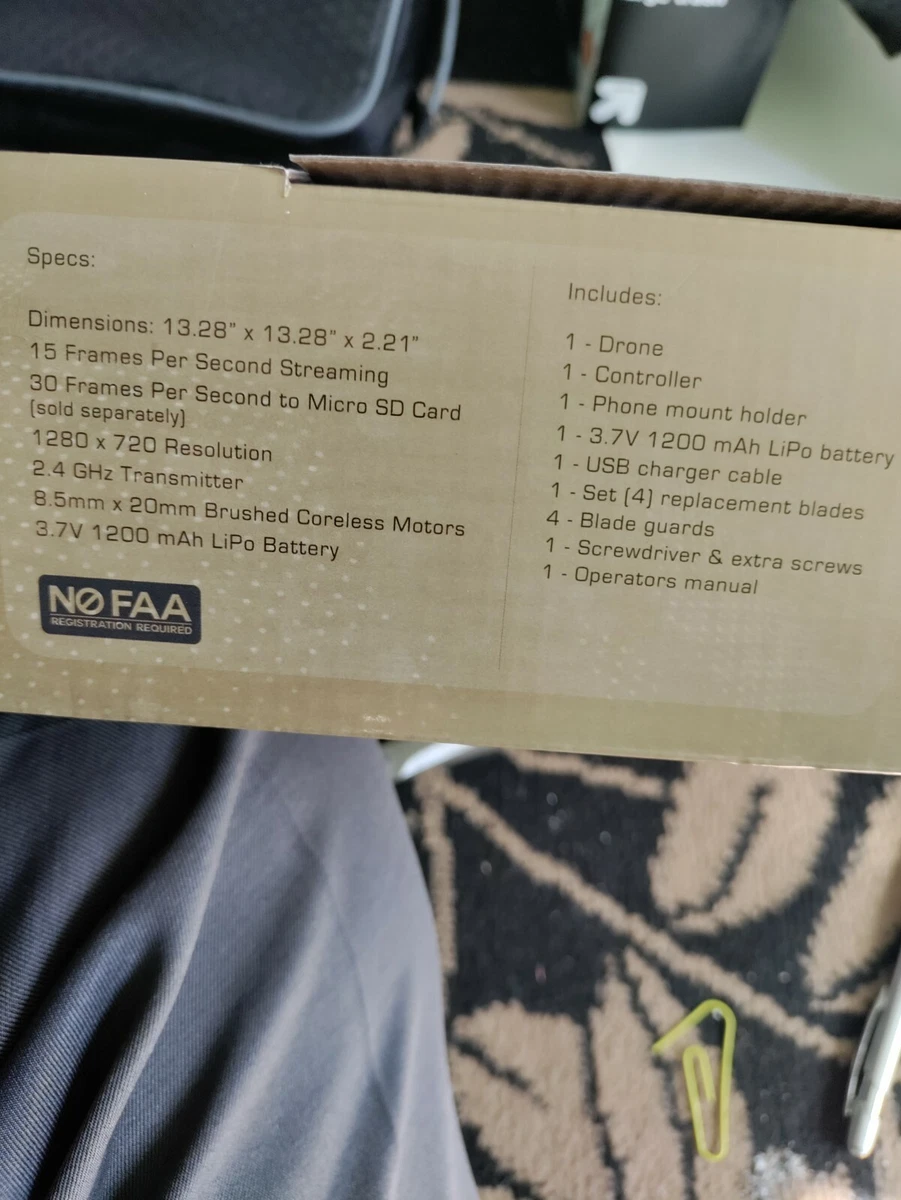 Specs:
Dimensions: 13.28" x 13.28" x 2.21"
15 Frames Per Second Streaming
30 Frames Per Second to Micro SD Card
(sold separately)
1280 x 720 Resolution
2.4 GHz Transmitter
8.5mm x 20mm Brushed Coreless Motors
3.7V 1200 mAh LiPo Battery
NO FAA
REGISTRATION REQUIRED
Includes:
1 - Drone
1 - Controller
1 - Phone mount holder
1 - 3.7V 1200 mAh LiPo battery
1 - USB charger cable
1 - Set (4) replacement blades
4 - Blade guards
1 - Screwdriver & extra screws
1 - Operators manual